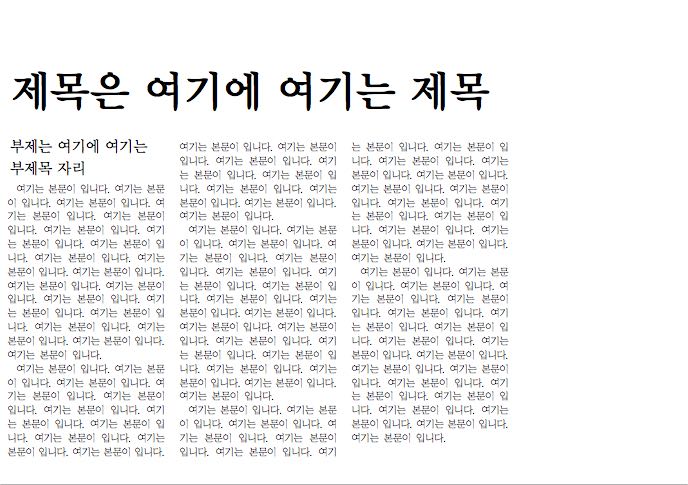 제목은 여기에 여기는 제목
부제는 여기에 여기는
부제목 자리
여기는 본문이 입니다. 여기는 본문
이 입니다. 여기는 본문이 입니다. 여
기는 본문이 입니다. 여기는 본문이
입니다. 여기는 본문이 입니다. 여기
는 본문이 입니다. 여기는 본문이 입
니다. 여기는 본문이 입니다. 여기는
본문이 입니다. 여기는 본문이 입니다.
여기는 본문이 입니다. 여기는 본문이
입니다. 여기는 본문이 입니다. 여기
는 본문이 입니다. 여기는 본문이 입
니다. 여기는 본문이 입니다. 여기는
본문이 입니다. 여기는 본문이 입니다.
여기는 본문이 입니다.
여기는 본문이 입니다. 여기는 본문
이 입니다. 여기는 본문이 입니다. 여
기는 본문이 입니다. 여기는 본문이
입니다. 여기는 본문이 입니다. 여기
는 본문이 입니다. 여기는 본문이 입
니다. 여기는 본문이 입니다. 여기는
본문이 입니다. 여기는 본문이 입니다.
여기는 본문이 입니다. 여기는 본문이
입니다. 여기는 본문이 입니다. 여기
는 본문이 입니다. 여기는 본문이 입
니다. 여기는 본문이 입니다. 여기는
본문이 입니다. 여기는 본문이 입니다.
여기는 본문이 입니다.
여기는 본문이 입니다. 여기는 본문
이 입니다. 여기는 본문이 입니다. 여
기는 본문이 입니다. 여기는 본문이
입니다. 여기는 본문이 입니다. 여기
는 본문이 입니다. 여기는 본문이 입
니다. 여기는 본문이 입니다. 여기는
본문이 입니다. 여기는 본문이 입니다.
여기는 본문이 입니다. 여기는 본문이
입니다. 여기는 본문이 입니다. 여기
는 본문이 입니다. 여기는 본문이 입
니다. 여기는 본문이 입니다. 여기는
본문이 입니다. 여기는 본문이 입니다.
여기는 본문이 입니다.
여기는 본문이 입니다. 여기는 본문
이 입니다. 여기는 본문이 입니다. 여
기는 본문이 입니다. 여기는 본문이
입니다. 여기는 본문이 입니다. 여기
는 본문이 입니다. 여기는 본문이 입
니다. 여기는 본문이 입니다. 여기는
본문이 입니다. 여기는 본문이 입니다.
여기는 본문이 입니다. 여기는 본문이
입니다. 여기는 본문이 입니다. 여기
는 본문이 입니다. 여기는 본문이 입
니다. 여기는 본문이 입니다. 여기는
본문이 입니다. 여기는 본문이 입니다.
여기는 본문이 입니다.
여기는 본문이 입니다. 여기는 본문
이 입니다. 여기는 본문이 입니다. 여
기는 본문이 입니다. 여기는 본문이
입니다. 여기는 본문이 입니다. 여기
는 본문이 입니다. 여기는 본문이 입
니다. 여기는 본문이 입니다. 여기는
본문이 입니다. 여기는 본문이 입니다.
여기는 본문이 입니다. 여기는 본문이
입니다. 여기는 본문이 입니다. 여기
는 본문이 입니다. 여기는 본문이 입
니다. 여기는 본문이 입니다. 여기는
본문이 입니다. 여기는 본문이 입니다.
여기는 본문이 입니다.